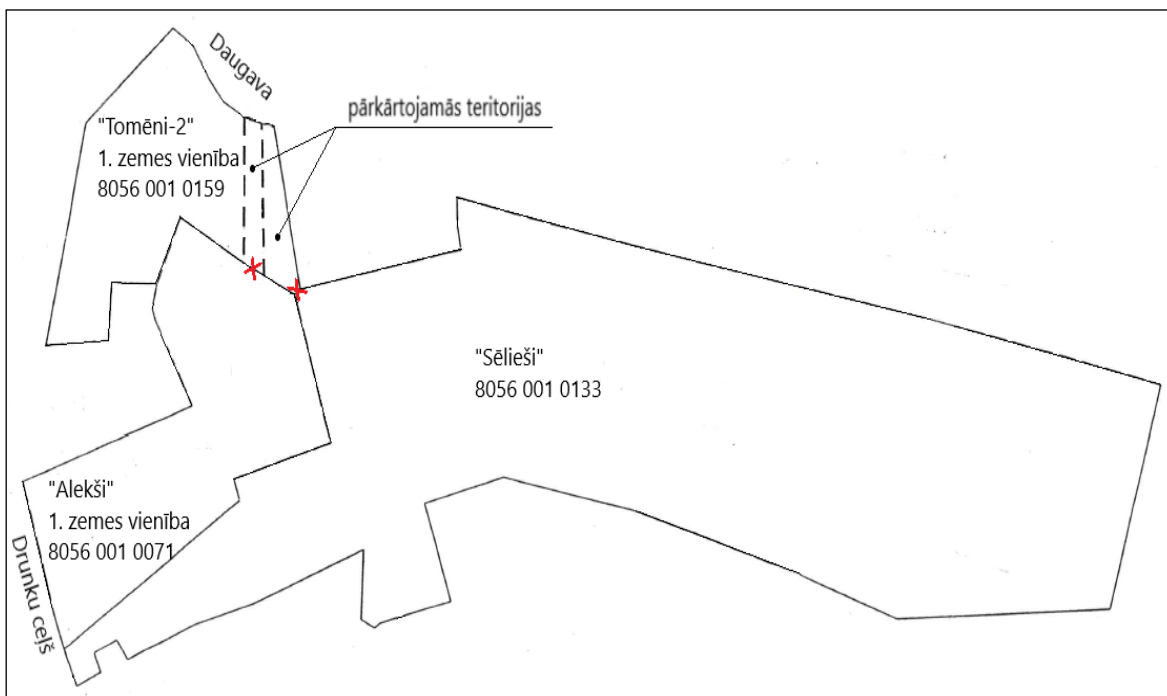 Daugava
pārkārtojamās teritorijas
"Tomēni-2"
1. zemes vienība
8056 001 0159
"Sēlieši"
8056 001 0133
"Alekši"
1. zemes vienība
8056 001 0071
Drunku ceļš